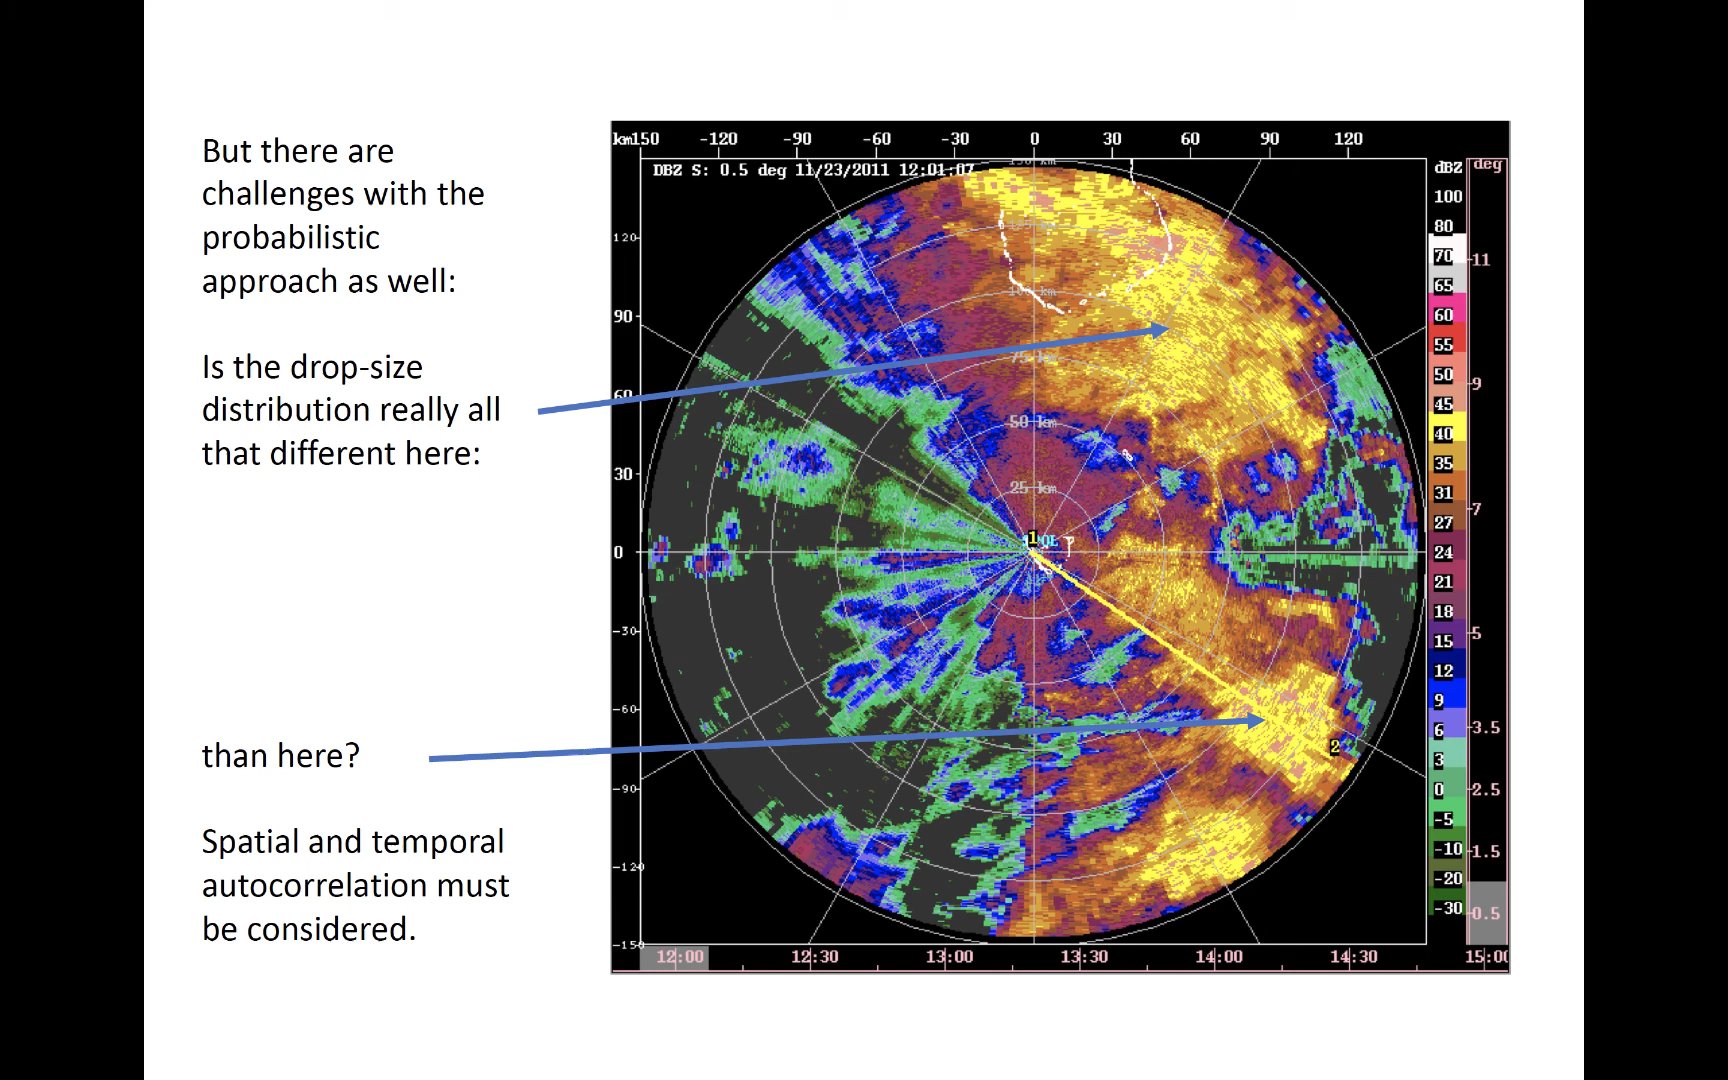 But there are
challenges with the
probabilistic
approach as well:
Is the drop-size
distribution really all
that different here:
than here?
Spatial and temporal
autocorrelation must
be considered.
km150 -120 -90 -60 -30 0 30 60 90 120
DBZ S: 0.5 deg 11/23/2011 12:01:07
dBZ deg
100
80
70
65
60
55
50
45
40
35
31
27
24
21
18
15
12
9
6
3
0
-5
-10
-20
-30
11
9
7
5
3.5
2.5
1.5
0.5
120
90
60
30
0
-30
-60
-90
-120
-150
75 km
50 km
25 km
1
2
12:00 12:30 13:00 13:30 14:00 14:30